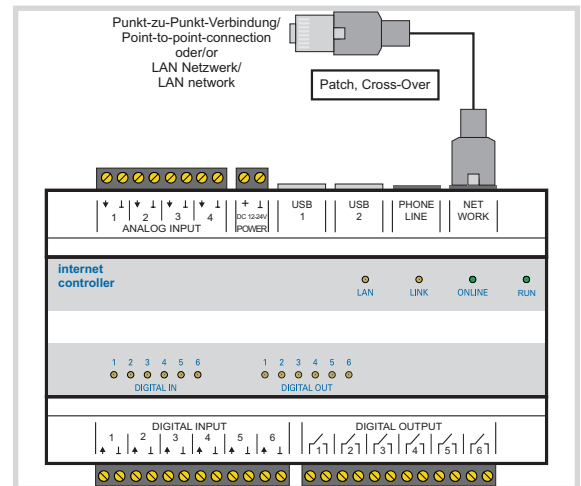 Punkt-zu-Punkt-Verbindung/
Point-to-point-connection
oder/or
LAN Netzwerk/
LAN network
Patch, Cross-Over
1 2 3 4
ANALOG INPUT
+
DC 12-24V
POWER
USB
1
USB
2
PHONE
LINE
NET
WORK
internet
controller
LAN LINK ONLINE RUN
1 2 3 4 5 6
DIGITAL IN
1 2 3 4 5 6
DIGITAL OUT
DIGITAL INPUT
1 2 3 4 5 6
DIGITAL OUTPUT
1 2 3 4 5 6